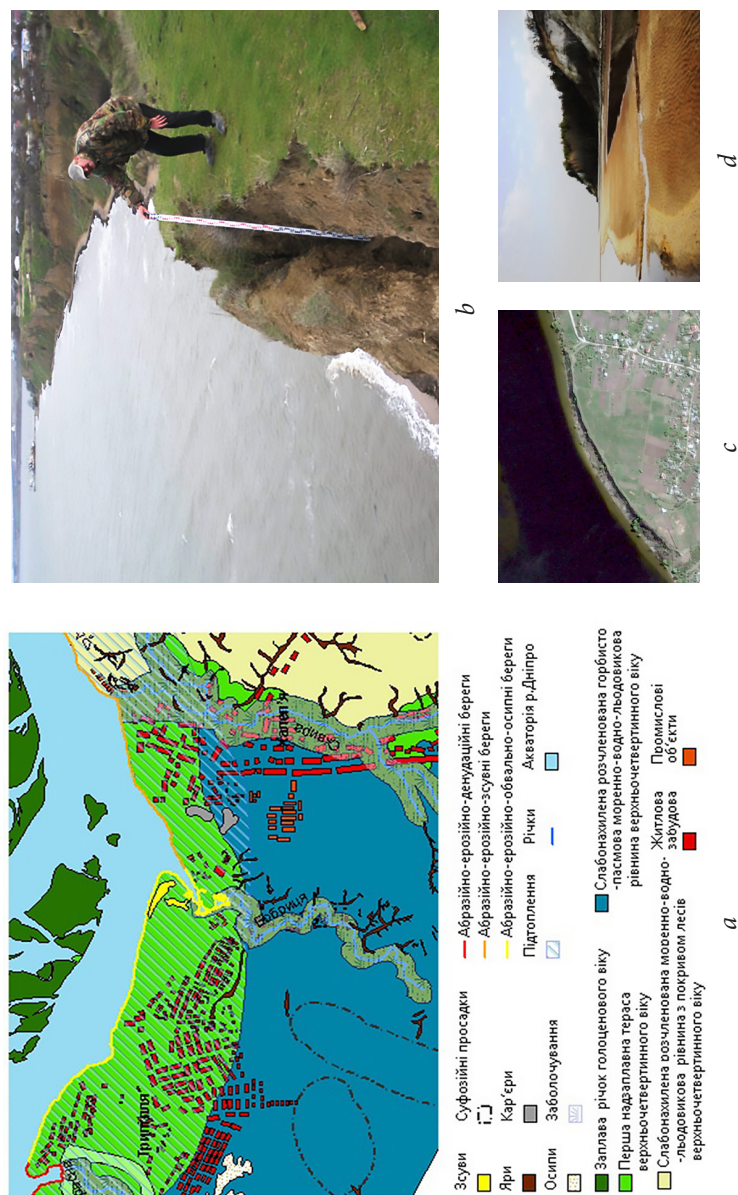 Трипілля
Зсуви
Яри
Осипи
Суфозійні просадки
Кар'єри
Заболочування
Абразійно-ерозійно-денудаційні береги
Абразійно-ерозійно-зсувні береги
Абразійно-ерозійно-обвально-осипні береги
Підтоплення
Річки
Акваторія р.Дніпро
Заплава річок голоценового віку
Перша надзаплавна тераса
верхньочетвертинного віку
Слабонахилена розчленована моренно-водно-
-льодовикова рівнина з покривом лесів
верхньочетвертинного віку
Слабонахилена розчленована горбисто
-пасмова моренно-водно-льодовикова
рівнина верхньочетвертинного віку
Житлова
забудова
Промислові
об'єкти
a
b
c
d